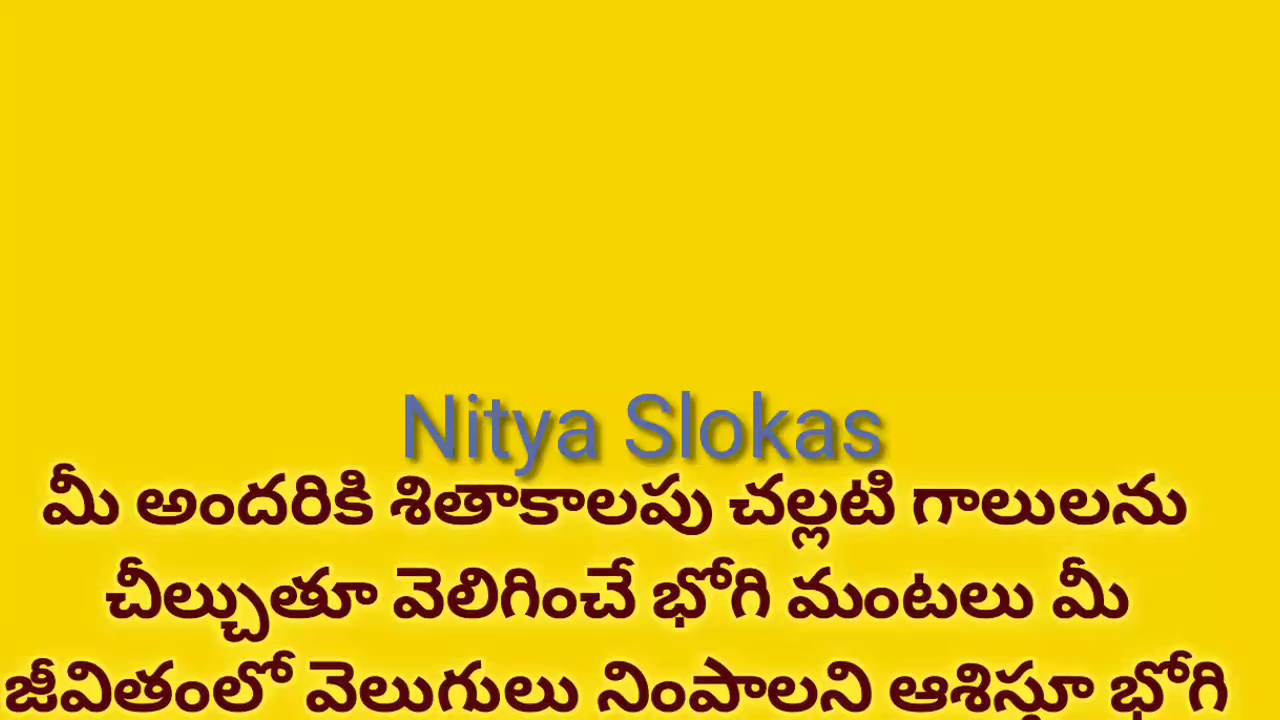 Nitya Slokas
మీ అందరికి శితాకాలపు చల్లటి గాలులను
చీల్చుతూ వెలిగించే భోగి మంటలు మీ
జీవితంలో వెలుగులు నింపాలని ఆశిస్తూ భోగి